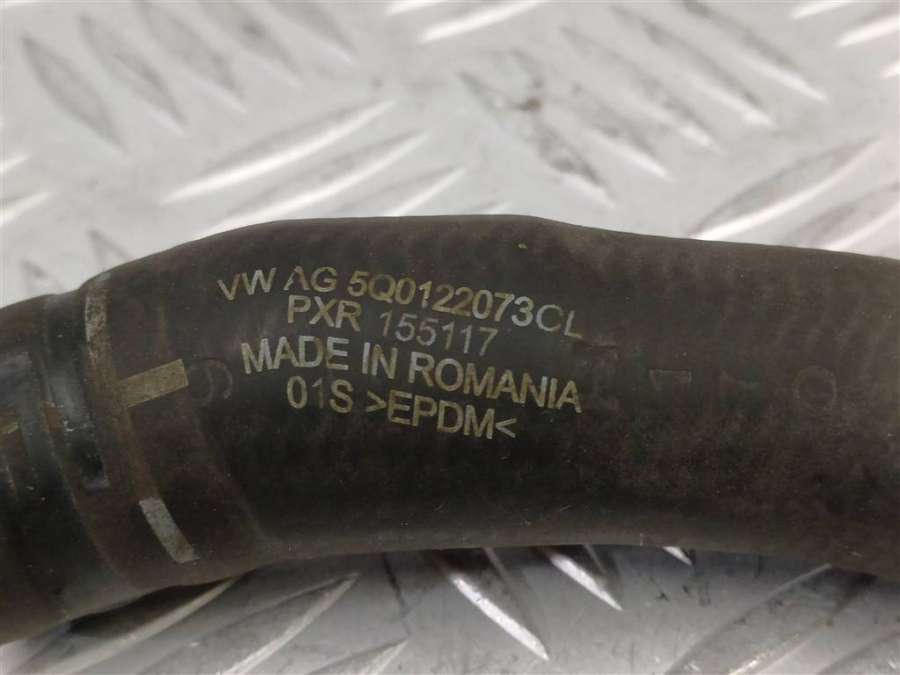 VW AG 5Q0122073CL
PXR 155117
MADE IN ROMANIA
01S >EPDM<